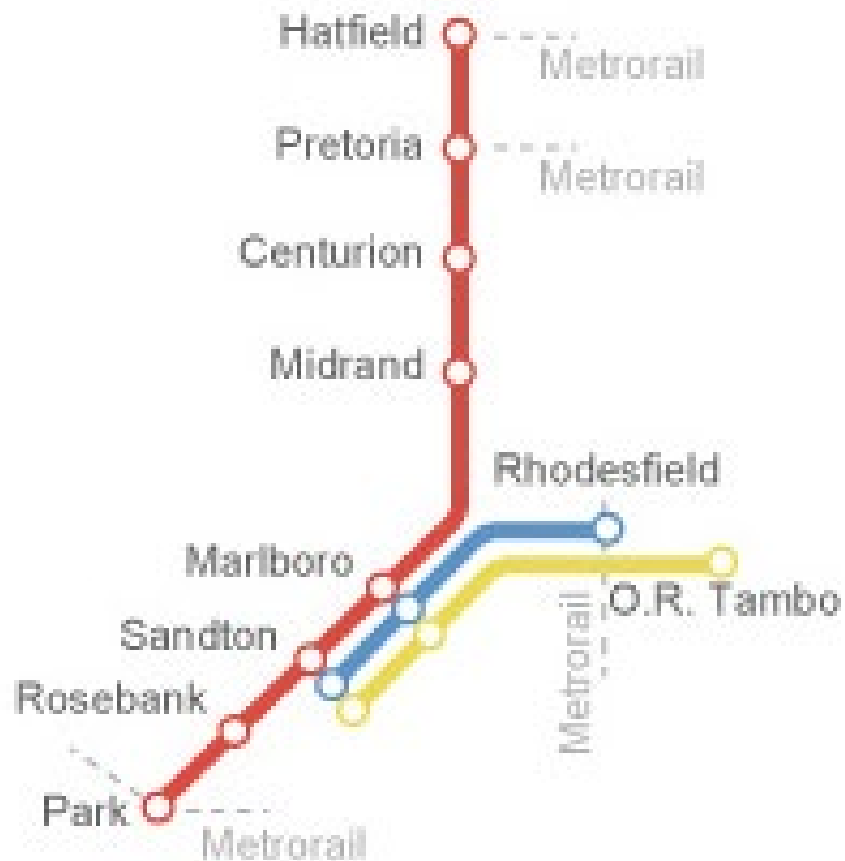 Hatfield
Metrorail
Pretoria
Metrorail
Centurion
Midrand
Rhodesfield
Marlboro
O.R. Tambo
Sandton
Metrorail
Rosebank
Park
Metrorail